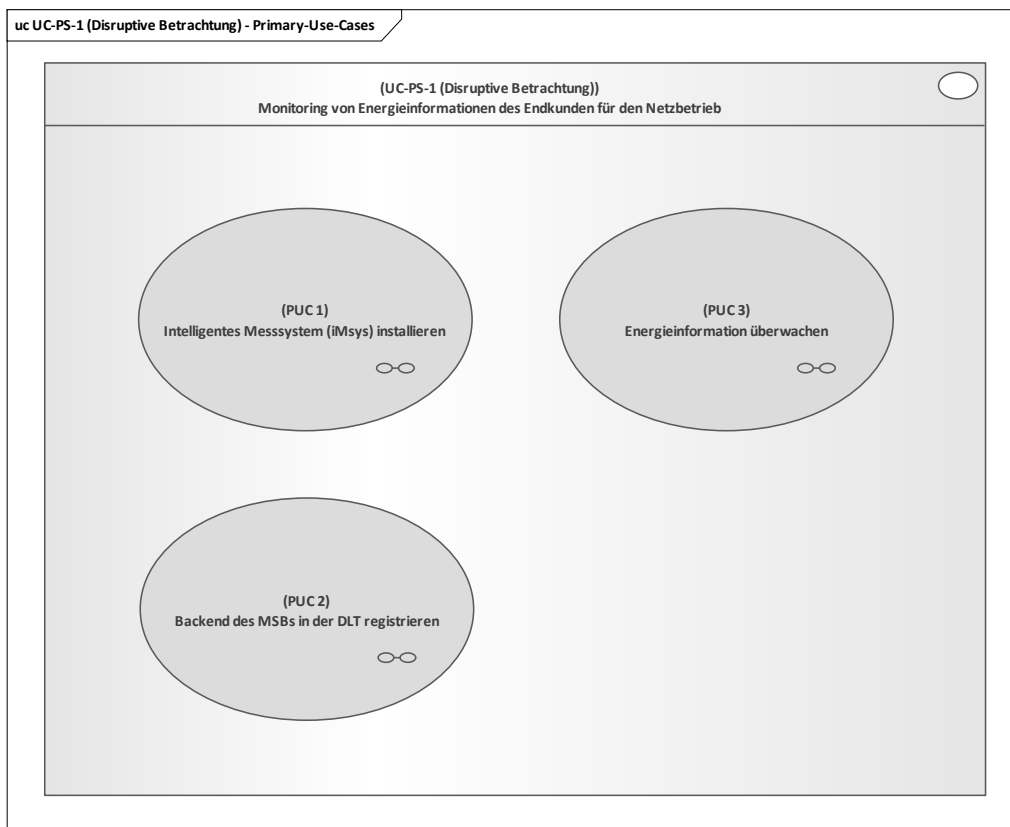 uc UC-PS-1 (Disruptive Betrachtung) - Primary-Use-Cases
(UC-PS-1 (Disruptive Betrachtung))
Monitoring von Energieinformationen des Endkunden für den Netzbetrieb
(PUC 1)
Intelligentes Messsystem (iMsys) installieren
(PUC 3)
Energieinformation überwachen
(PUC 2)
Backend des MSBs in der DLT registrieren